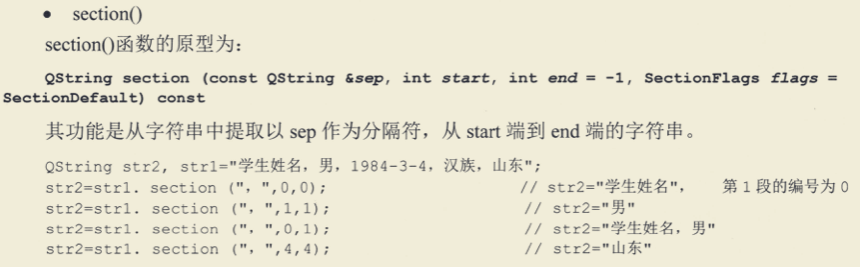 • section()
section()函数的原型为：
QString section (const QString &sep, int start, int end = -1, SectionFlags flags =
SectionDefault) const
其功能是从字符串中提取以 sep 作为分隔符，从 start 端到 end 端的字符串。
QString str2, str1="学生姓名，男，1984-3-4，汉族，山东";
str2=str1. section ("，",0,0); // str2="学生姓名"， 第 1 段的编号为 0
str2=str1. section ("，",1,1); // str2="男"
str2=str1. section ("，",0,1); // str2="学生姓名，男"
str2=str1. section ("，",4,4); // str2="山东"